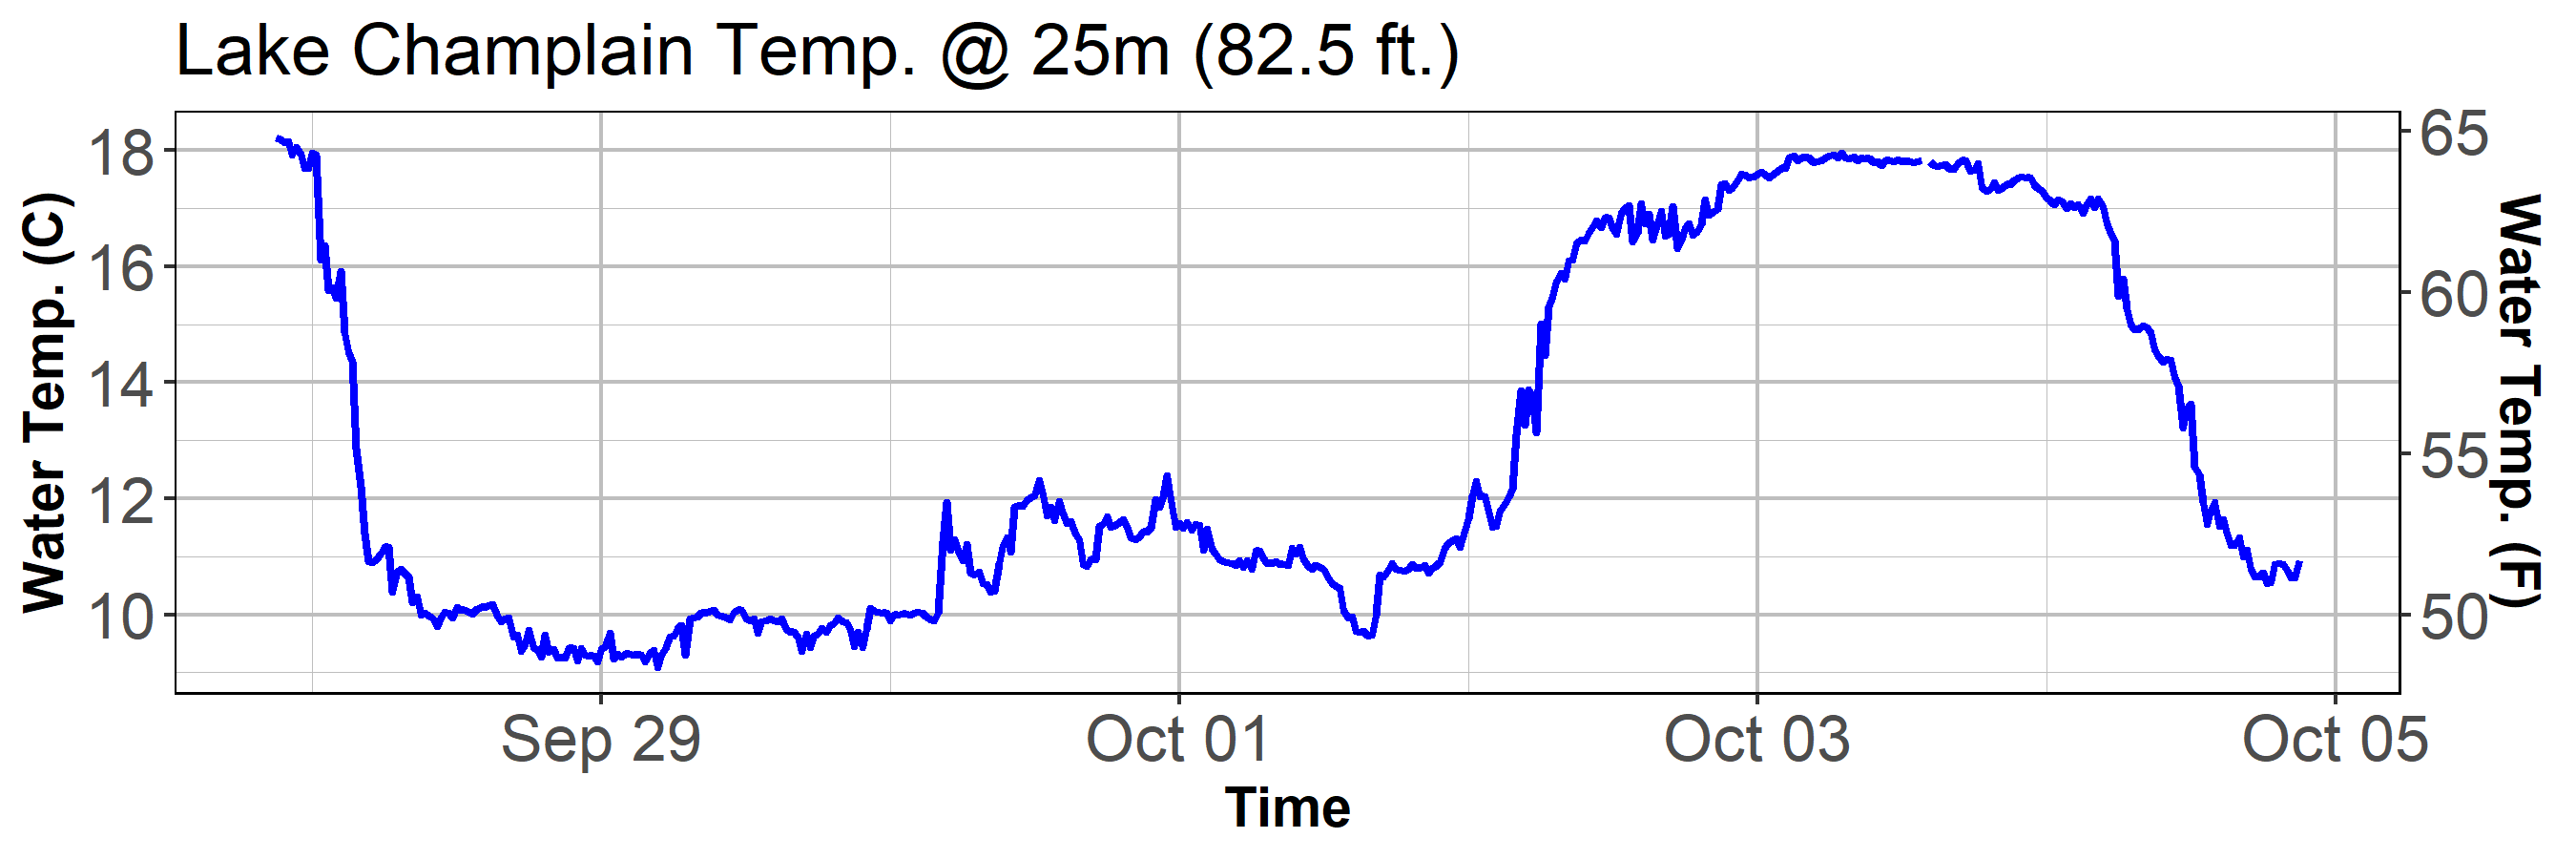 Lake Champlain Temp. @ 25m (82.5 ft.)
Water Temp. (C)
18
16
14
12
10
65
60
55
50
Water Temp. (F)
Sep 29
Oct 01
Oct 03
Oct 05
Time